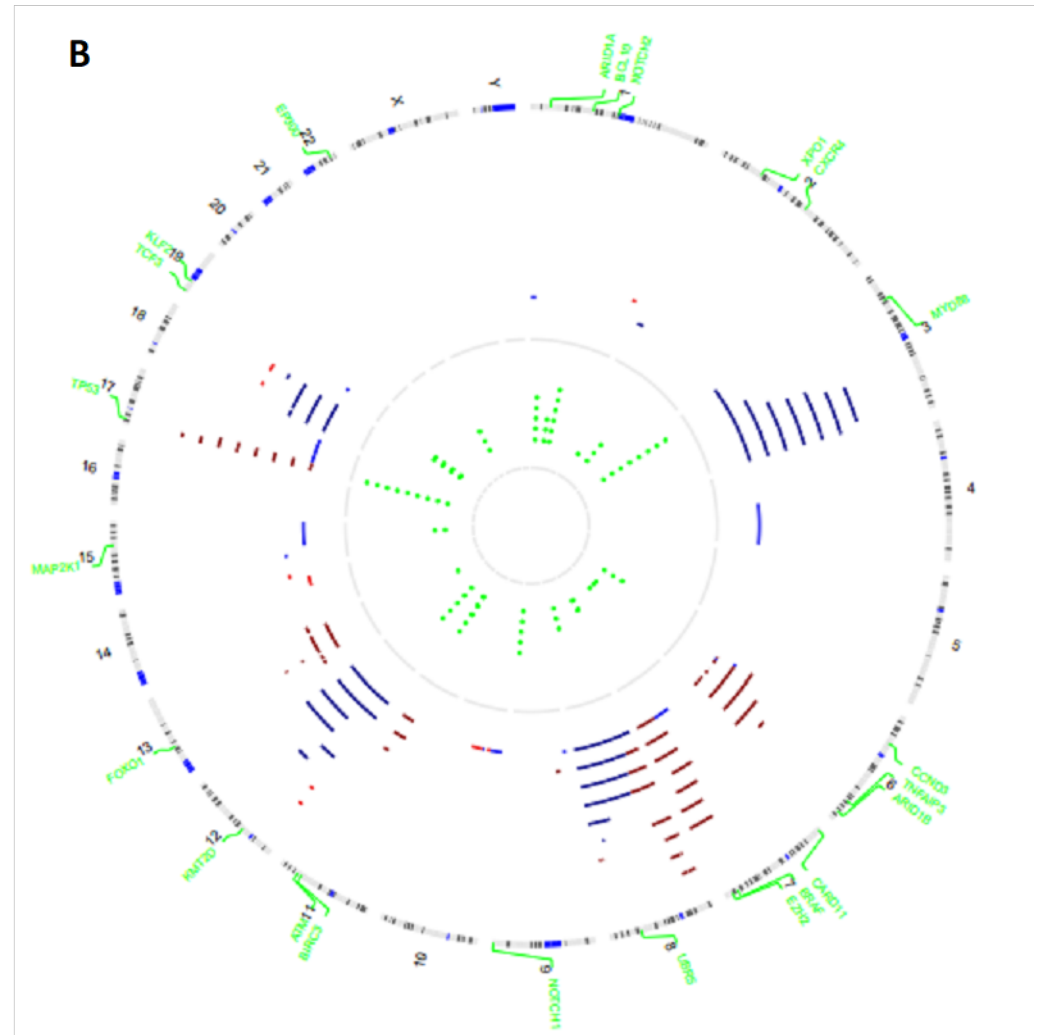 B
ARID1A
BCL10
NOTCH2
1
XPO1
CXCR4
2
MYD88
3
4
5
CCND3
TNFAIP3
ARID1B
6
CARD11
BRAF
EZH2
7
UBR5
8
NOTCH1
9
10
ATM
BIRC3
11
KMT2D
12
FOXO1
13
14
MAP2K1
15
16
TP53
17
18
KLF2
TCF3
19
20
21
EP300
22
X
Y